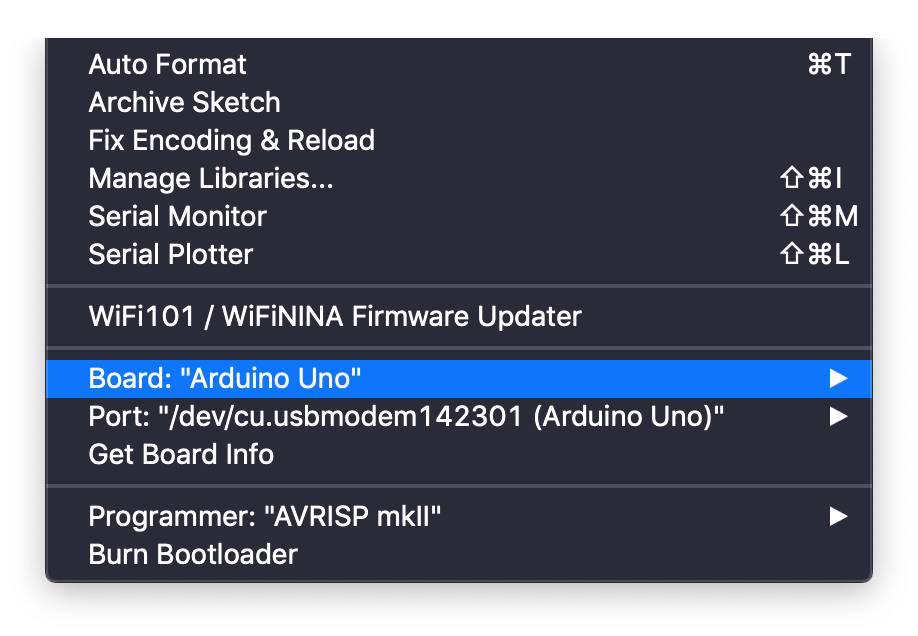 Auto Format ⌘T
Archive Sketch
Fix Encoding & Reload
Manage Libraries... ⇧⌘I
Serial Monitor ⇧⌘M
Serial Plotter ⇧⌘L
WiFi101 / WiFiNINA Firmware Updater
Board: "Arduino Uno" ▶
Port: "/dev/cu.usbmodem142301 (Arduino Uno)" ▶
Get Board Info
Programmer: "AVRISP mkII" ▶
Burn Bootloader